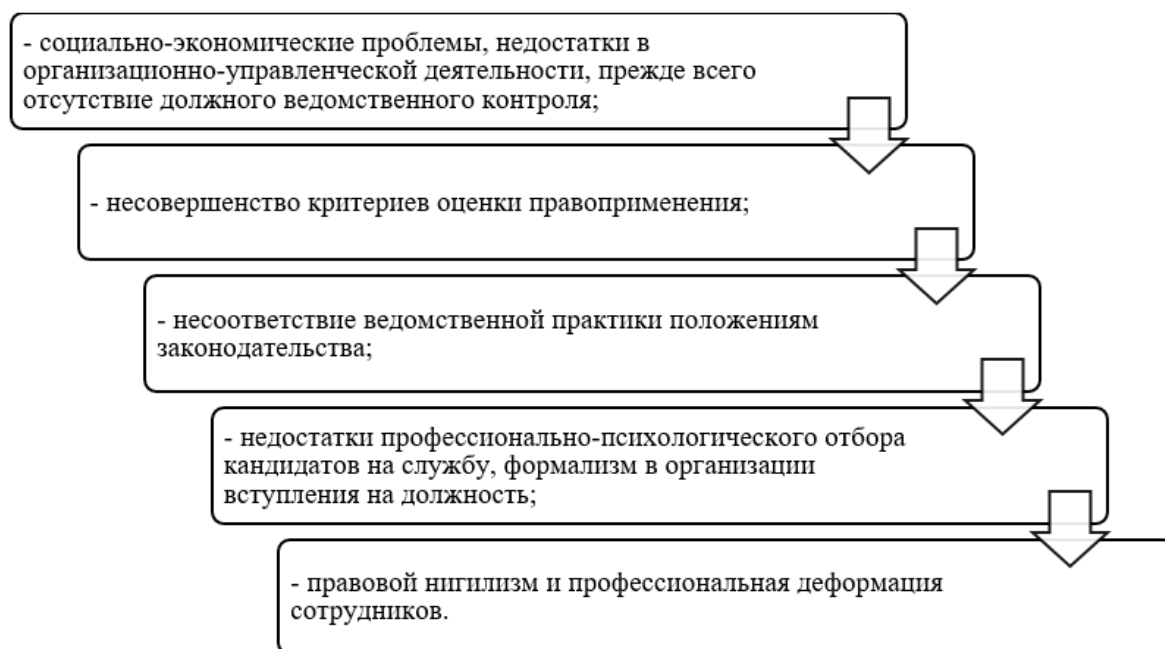 - социально-экономические проблемы, недостатки в
организационно-управленческой деятельности, прежде всего
отсутствие должного ведомственного контроля;
- несовершенство критериев оценки правоприменения;
- несоответствие ведомственной практики положениям
законодательства;
- недостатки профессионально-психологического отбора
кандидатов на службу, формализм в организации
вступления на должность;
- правовой нигилизм и профессиональная деформация
сотрудников.